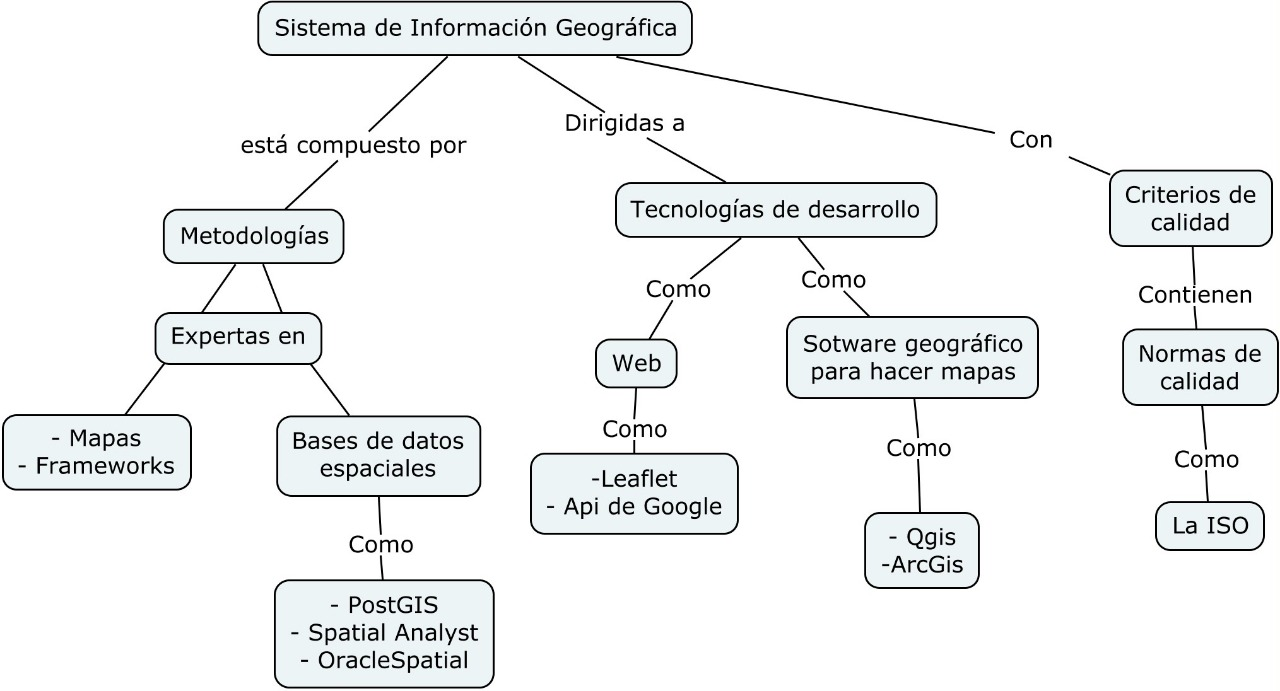 Sistema de Información Geográfica
está compuesto por
Dirigidas a
Con
Metodologías
Tecnologías de desarrollo
Criterios de
calidad
Expertas en
Como
Como
Contienen
- Mapas
- Frameworks
Bases de datos
espaciales
Web
Sotware geográfico
para hacer mapas
Normas de
calidad
Como
Como
Como
Como
-Leaflet
- Api de Google
- Qgis
-ArcGis
La ISO
- PostGIS
- Spatial Analyst
- OracleSpatial